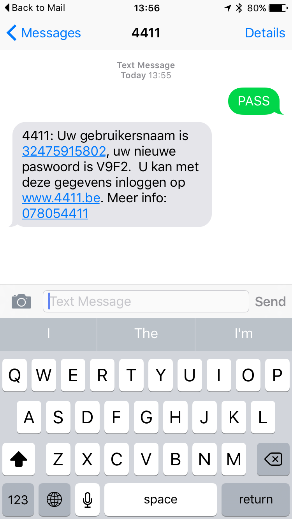 Back to Mail 13:56 80%
Messages 4411 Details
Text Message
Today 13:55
PASS
4411: Uw gebruikersnaam is
32475915802, uw nieuwe
paswoord is V9F2. U kan met
deze gegevens inloggen op
www.4411.be. Meer info:
078054411
Text Message Send
I The I'm
Q W E R T Y U I O P
A S D F G H J K L
Z X C V B N M
123 space return